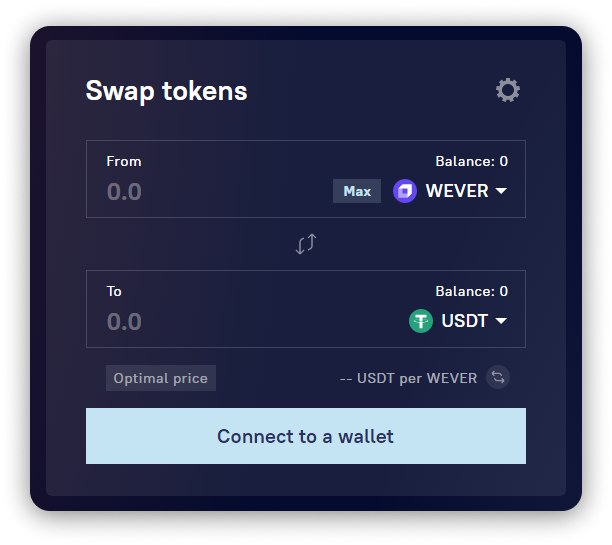 Swap tokens
From Balance: 0
0.0 Max WEVER
To Balance: 0
0.0 USDT
Optimal price -- USDT per WEVER
Connect to a wallet